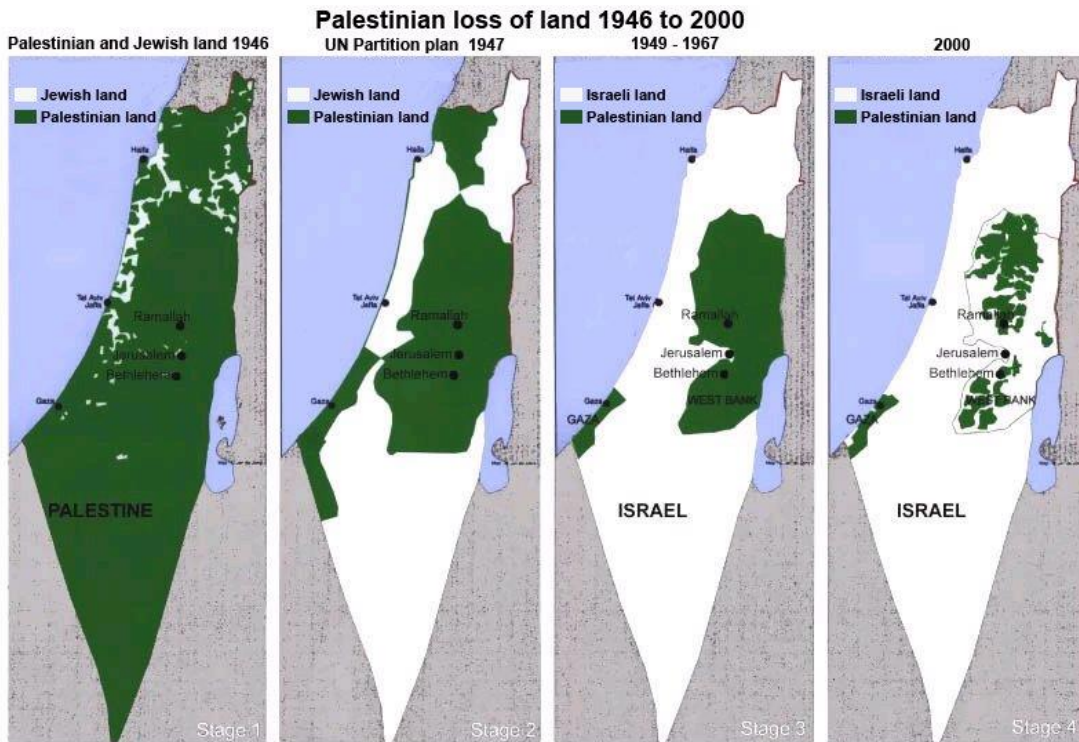 Palestinian loss of land 1946 to 2000
Palestinian and Jewish land 1946
Jewish land
Palestinian land
Haifa
Tel Aviv
Jaffa
Ramallah
Jerusalem
Bethlehem
Gaza
PALESTINE
Stage 1
UN Partition plan 1947
Jewish land
Palestinian land
Haifa
Tel Aviv
Jaffa
Ramallah
Jerusalem
Bethlehem
Gaza
Stage 2
1949 - 1967
Israeli land
Palestinian land
Haifa
Tel Aviv
Jaffa
Ramallah
Jerusalem
Bethlehem
Gaza
GAZA
WEST BANK
ISRAEL
Stage 3
2000
Israeli land
Palestinian land
Haifa
Tel Aviv
Jaffa
Ramallah
Jerusalem
Bethlehem
Gaza
GAZA
WEST BANK
ISRAEL
Stage 4